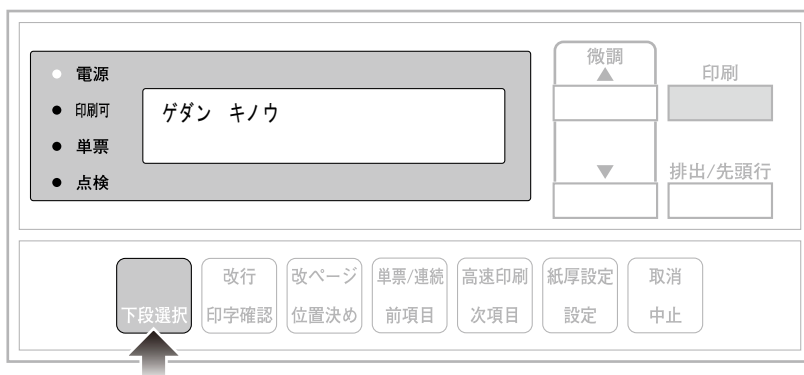 電源
印刷可
単票
点検
ゲダン キノウ
微調
▲
▼
印刷
排出/先頭行
下段選択
改行
印字確認
改ページ
位置決め
単票/連続
前項目
高速印刷
次項目
紙厚設定
設定
取消
中止